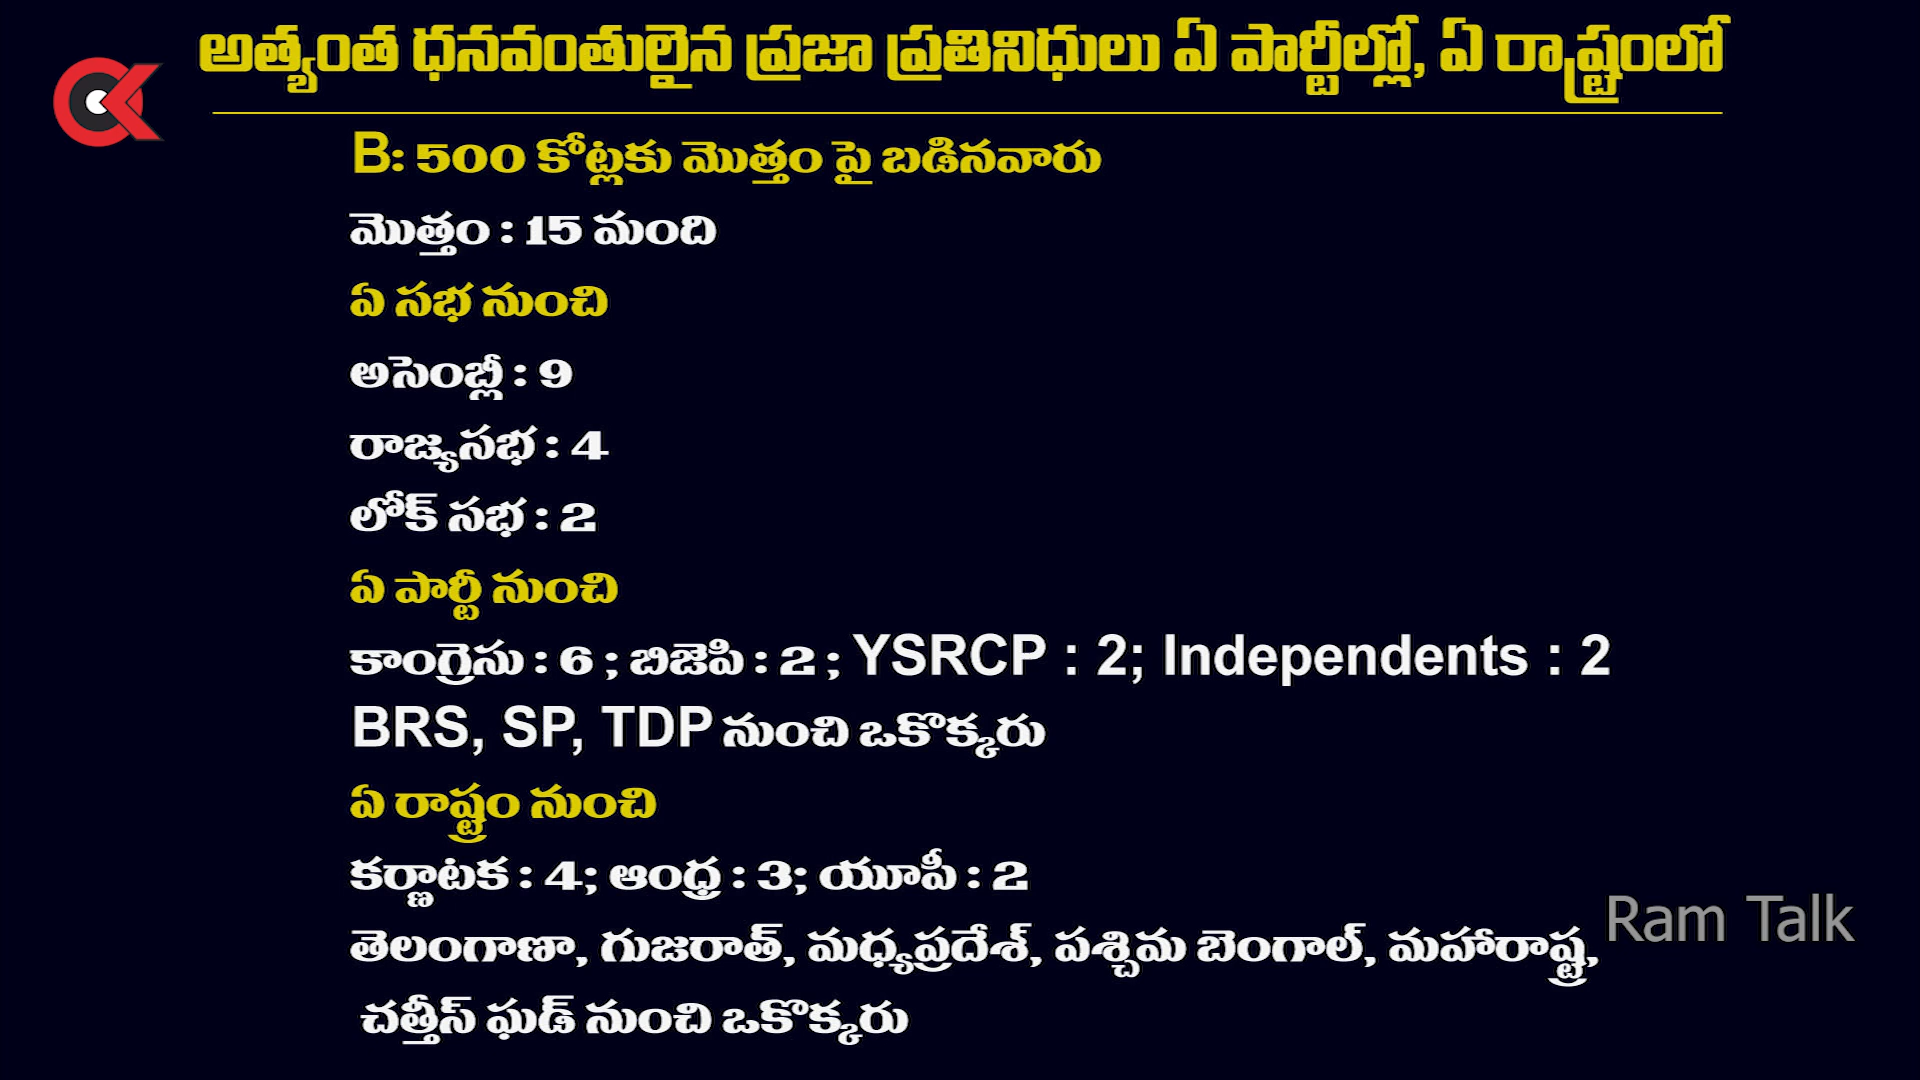 అత్యంత ధనవంతులైన ప్రజా ప్రతినిధులు ఏ పార్టీల్లో, ఏ రాష్ట్రంలో
B: 500 కోట్లకు మొత్తం పై బడినవారు
మొత్తం : 15 మంది
ఏ సభ నుంచి
అసెంబ్లీ : 9
రాజ్యసభ : 4
లోక్ సభ : 2
ఏ పార్టీ నుంచి
కాంగ్రెసు : 6 ; బిజెపి : 2 ; YSRCP : 2; Independents : 2
BRS, SP, TDP నుంచి ఒకొక్కరు
ఏ రాష్ట్రం నుంచి
కర్ణాటక : 4; ఆంధ్ర : 3; యూపీ : 2
తెలంగాణా, గుజరాత్, మధ్యప్రదేశ్, పశ్చిమ బెంగాల్, మహారాష్ట్ర,
చత్తీస్ ఘడ్ నుంచి ఒకొక్కరు
Ram Talk